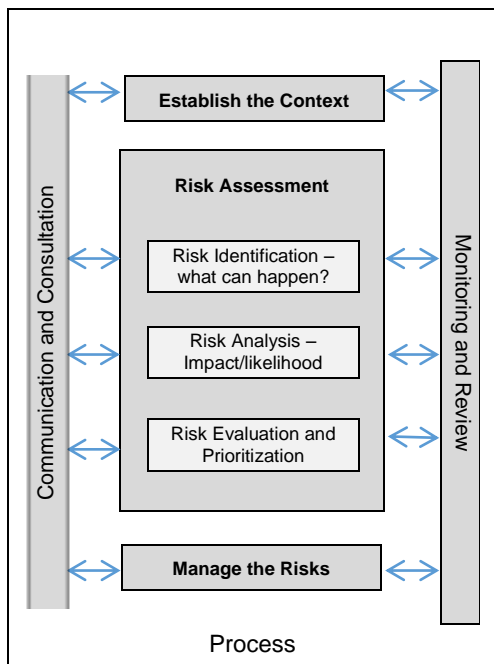 Communication and Consultation
Establish the Context
Risk Assessment
Risk Identification –
what can happen?
Risk Analysis –
Impact/likelihood
Risk Evaluation and
Prioritization
Manage the Risks
Monitoring and Review
Process